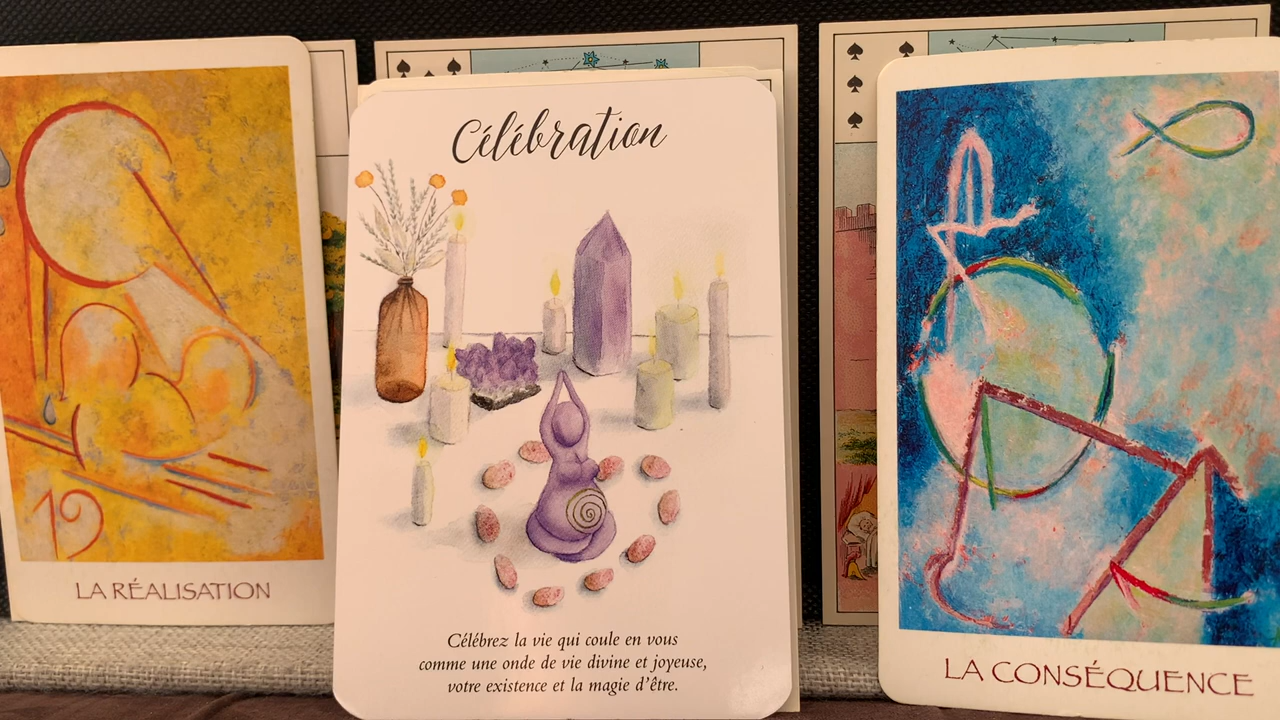 19
LA RÉALISATION
Célébration
Célébrez la vie qui coule en vous
comme une onde de vie divine et joyeuse,
votre existence et la magie d'être.
LA CONSÉQUENCE